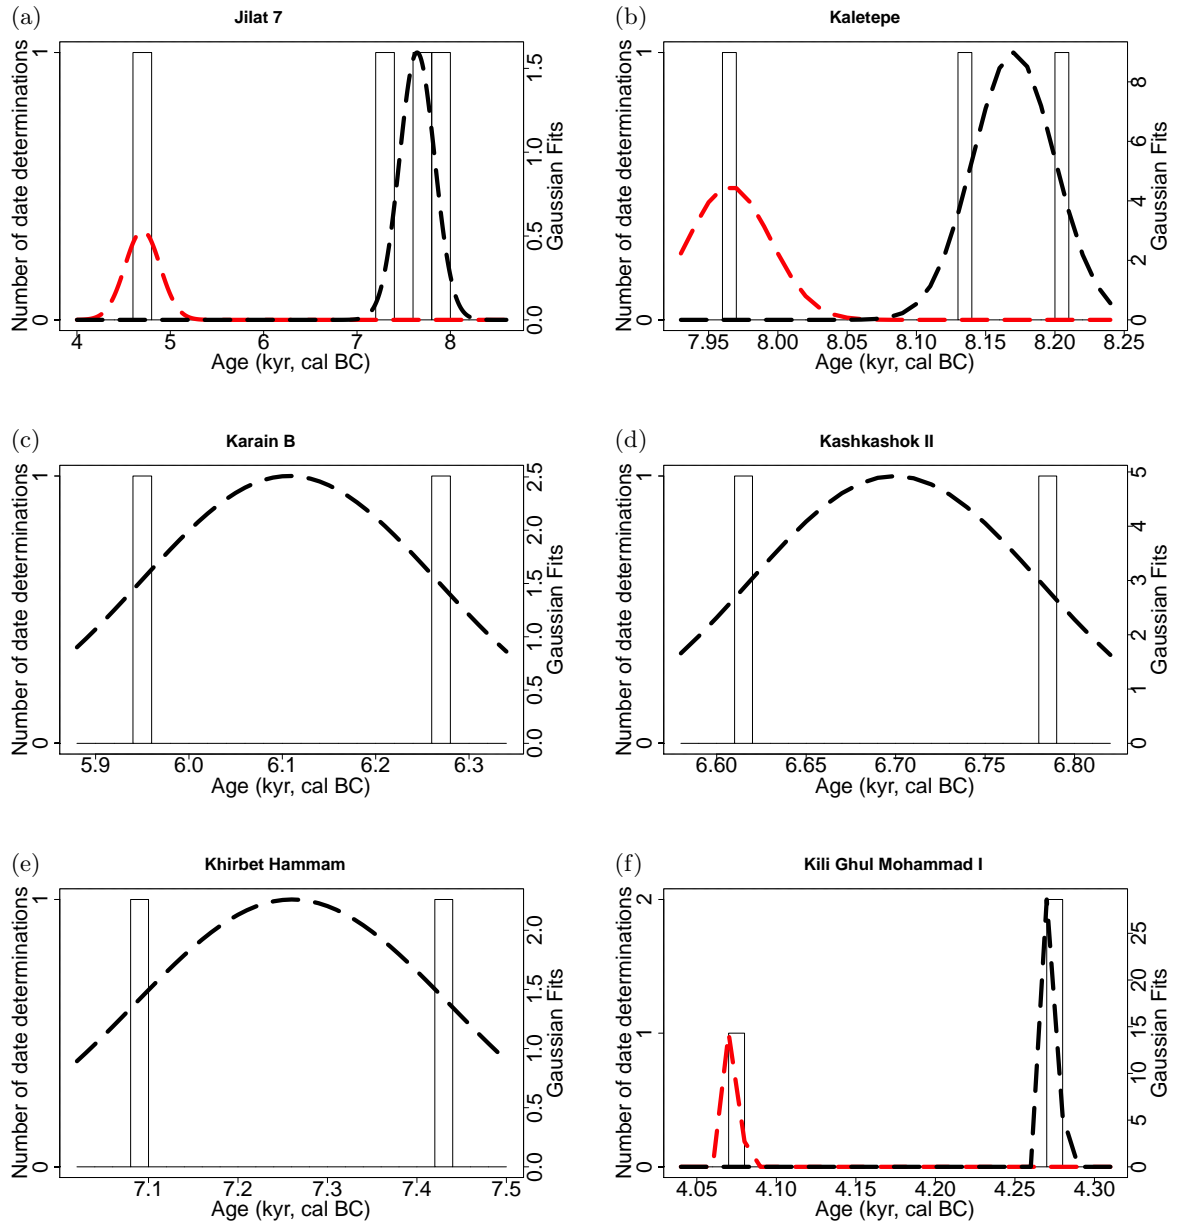 (a)
Jilat 7
Number of date determinations
0
1
4
5
6
7
8
Age (kyr, cal BC)
0.0
0.5
1.0
1.5
Gaussian Fits
(b)
Kaletepe
Number of date determinations
0
1
7.95
8.00
8.05
8.10
8.15
8.20
8.25
Age (kyr, cal BC)
0
2
4
6
8
Gaussian Fits
(c)
Karain B
Number of date determinations
0
1
5.9
6.0
6.1
6.2
6.3
Age (kyr, cal BC)
0.0
0.5
1.0
1.5
2.0
2.5
Gaussian Fits
(d)
Kashkashok II
Number of date determinations
0
1
6.60
6.65
6.70
6.75
6.80
Age (kyr, cal BC)
0
1
2
3
4
5
Gaussian Fits
(e)
Khirbet Hammam
Number of date determinations
0
1
7.1
7.2
7.3
7.4
7.5
Age (kyr, cal BC)
0.0
0.5
1.0
1.5
2.0
Gaussian Fits
(f)
Kili Ghul Mohammad I
Number of date determinations
0
1
2
4.05
4.10
4.15
4.20
4.25
4.30
Age (kyr, cal BC)
0
5
10
15
20
25
Gaussian Fits